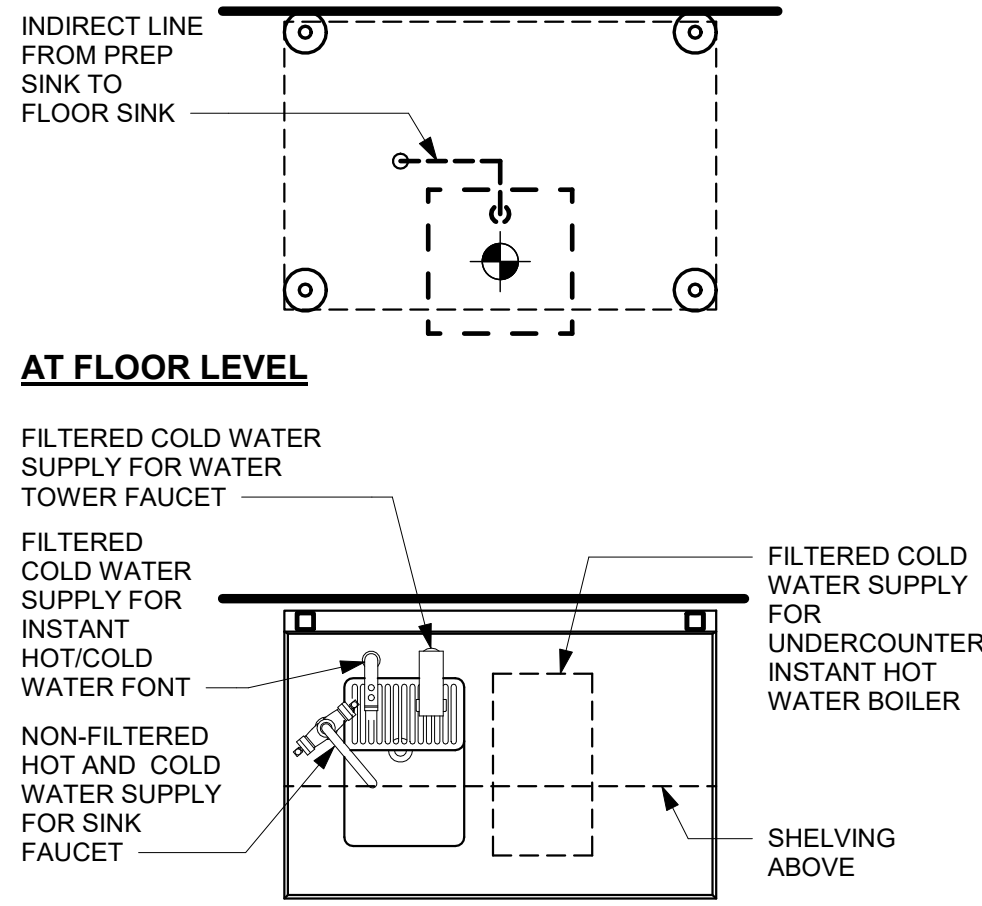 INDIRECT LINE
FROM PREP
SINK TO
FLOOR SINK
AT FLOOR LEVEL
FILTERED COLD WATER
SUPPLY FOR WATER
TOWER FAUCET
FILTERED
COLD WATER
SUPPLY FOR
INSTANT
HOT/COLD
WATER FONT
NON-FILTERED
HOT AND COLD
WATER SUPPLY
FOR SINK
FAUCET
FILTERED COLD
WATER SUPPLY
FOR
UNDERCOUNTER
INSTANT HOT
WATER BOILER
SHELVING
ABOVE